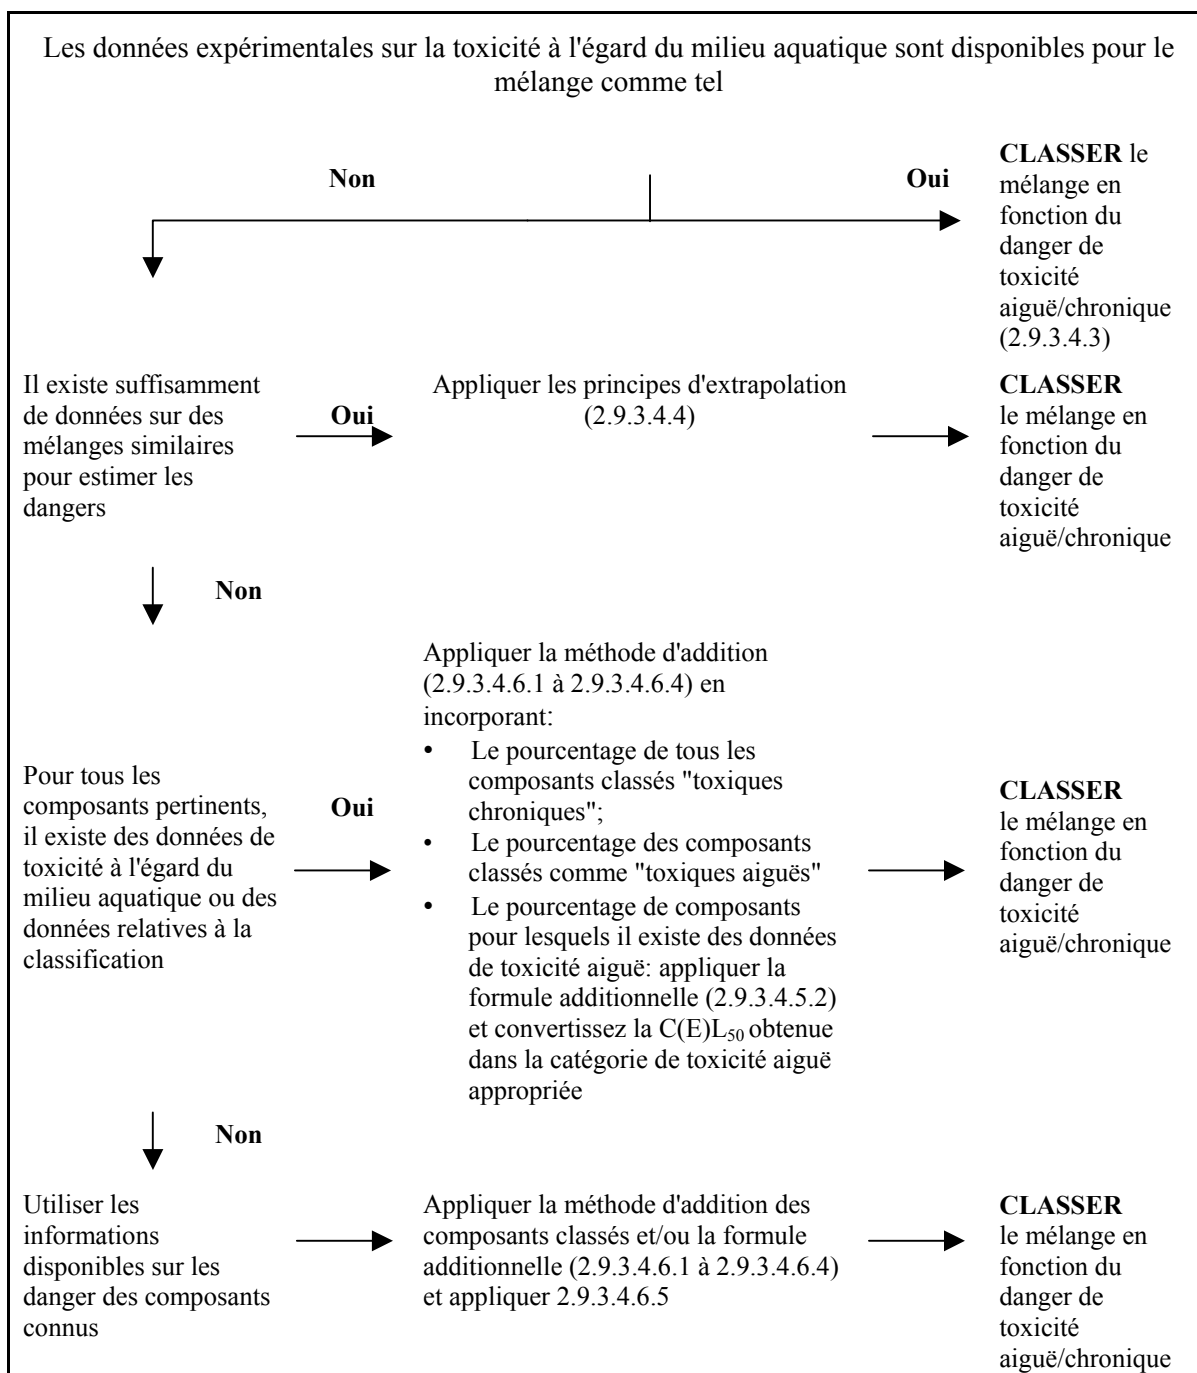 Les données expérimentales sur la toxicité à l'égard du milieu aquatique sont disponibles pour le
mélange comme tel
Non
Oui
CLASSER le
mélange en
fonction du
danger de
toxicité
aiguë/chronique
(2.9.3.4.3)
Il existe suffisamment
de données sur des
mélanges similaires
pour estimer les
dangers
Oui
Appliquer les principes d'extrapolation
(2.9.3.4.4)
CLASSER
le mélange en
fonction du
danger de
toxicité
aiguë/chronique
Non
Pour tous les
composants pertinents,
il existe des données de
toxicité à l'égard du
milieu aquatique ou des
données relatives à la
classification
Oui
Appliquer la méthode d'addition
(2.9.3.4.6.1 à 2.9.3.4.6.4) en
incorporant:
• Le pourcentage de tous les
composants classés "toxiques
chroniques";
• Le pourcentage des composants
classés comme "toxiques aiguës"
• Le pourcentage de composants
pour lesquels il existe des données
de toxicité aiguë: appliquer la
formule additionnelle (2.9.3.4.5.2)
et convertissez la C(E)L50 obtenue
dans la catégorie de toxicité aiguë
appropriée
CLASSER
le mélange en
fonction du
danger de
toxicité
aiguë/chronique
Non
Utiliser les
informations
disponibles sur les
danger des composants
connus
Appliquer la méthode d'addition des
composants classés et/ou la formule
additionnelle (2.9.3.4.6.1 à 2.9.3.4.6.4)
et appliquer 2.9.3.4.6.5
CLASSER
le mélange en
fonction du
danger de
toxicité
aiguë/chronique